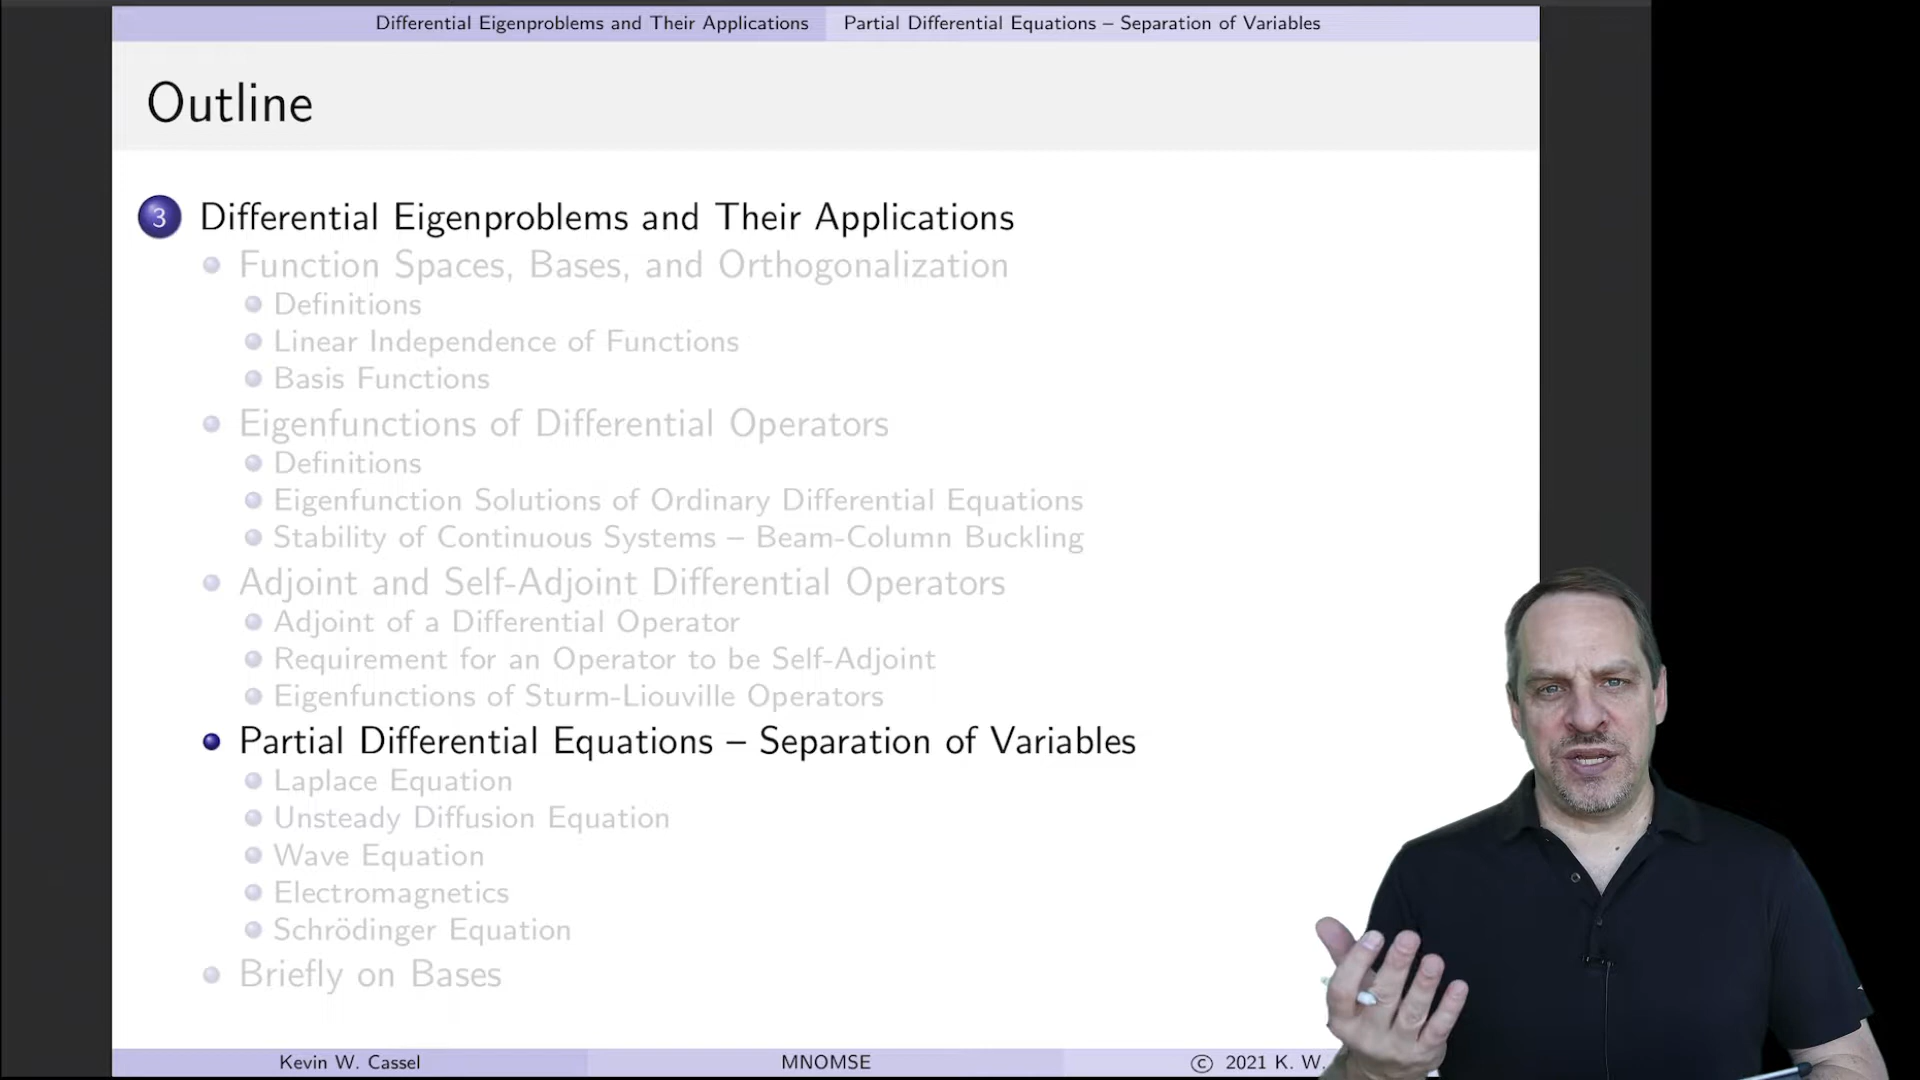 Differential Eigenproblems and Their Applications Partial Differential Equations – Separation of Variables
Outline
3 Differential Eigenproblems and Their Applications
Function Spaces, Bases, and Orthogonalization
Definitions
Linear Independence of Functions
Basis Functions
Eigenfunctions of Differential Operators
Definitions
Eigenfunction Solutions of Ordinary Differential Equations
Stability of Continuous Systems – Beam-Column Buckling
Adjoint and Self-Adjoint Differential Operators
Adjoint of a Differential Operator
Requirement for an Operator to be Self-Adjoint
Eigenfunctions of Sturm-Liouville Operators
Partial Differential Equations – Separation of Variables
Laplace Equation
Unsteady Diffusion Equation
Wave Equation
Electromagnetics
Schrödinger Equation
Briefly on Bases
Kevin W. Cassel MNOMSE © 2021 K. W.